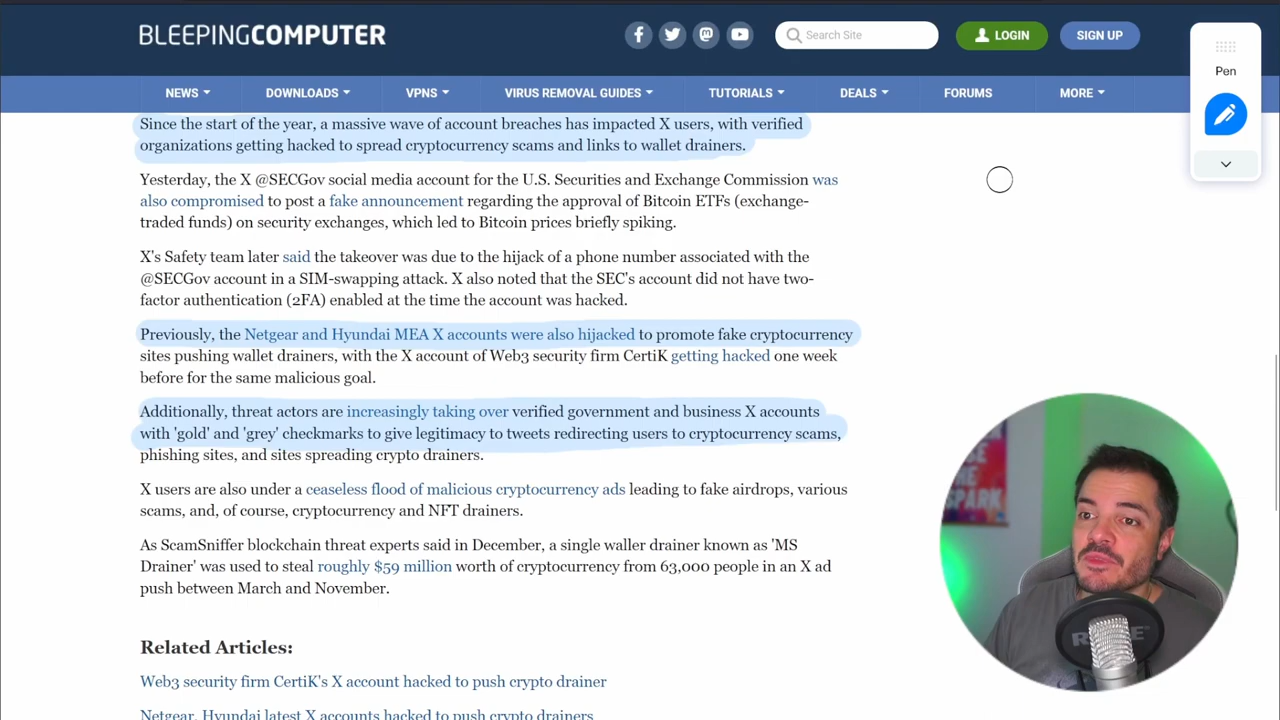 BLEEPINGCOMPUTER
Search Site
LOGIN
SIGN UP
Pen
NEWS
DOWNLOADS
VPNS
VIRUS REMOVAL GUIDES
TUTORIALS
DEALS
FORUMS
MORE
Since the start of the year, a massive wave of account breaches has impacted X users, with verified
organizations getting hacked to spread cryptocurrency scams and links to wallet drainers.
Yesterday, the X @SECGov social media account for the U.S. Securities and Exchange Commission was
also compromised to post a fake announcement regarding the approval of Bitcoin ETFs (exchange-
traded funds) on security exchanges, which led to Bitcoin prices briefly spiking.
X's Safety team later said the takeover was due to the hijack of a phone number associated with the
@SECGov account in a SIM-swapping attack. X also noted that the SEC's account did not have two-
factor authentication (2FA) enabled at the time the account was hacked.
Previously, the Netgear and Hyundai MEA X accounts were also hijacked to promote fake cryptocurrency
sites pushing wallet drainers, with the X account of Web3 security firm CertiK getting hacked one week
before for the same malicious goal.
Additionally, threat actors are increasingly taking over verified government and business X accounts
with 'gold' and 'grey' checkmarks to give legitimacy to tweets redirecting users to cryptocurrency scams,
phishing sites, and sites spreading crypto drainers.
X users are also under a ceaseless flood of malicious cryptocurrency ads leading to fake airdrops, various
scams, and, of course, cryptocurrency and NFT drainers.
As ScamSniffer blockchain threat experts said in December, a single waller drainer known as 'MS
Drainer' was used to steal roughly $59 million worth of cryptocurrency from 63,000 people in an X ad
push between March and November.
Related Articles:
Web3 security firm CertiK's X account hacked to push crypto drainer
Netgear, Hyundai latest X accounts hacked to push crypto drainers